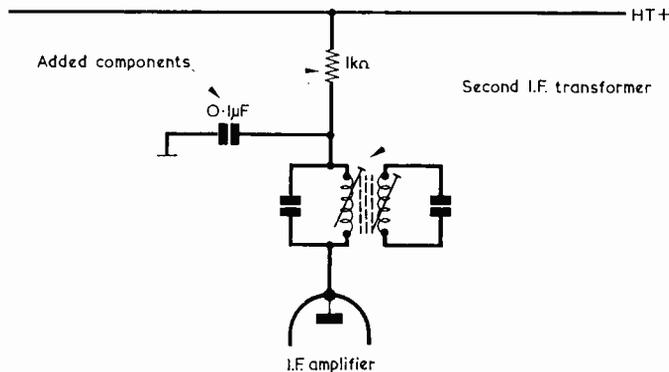 HT+
Added components
1kΩ
Second I.F. transformer
0·1μF
I.F. amplifier